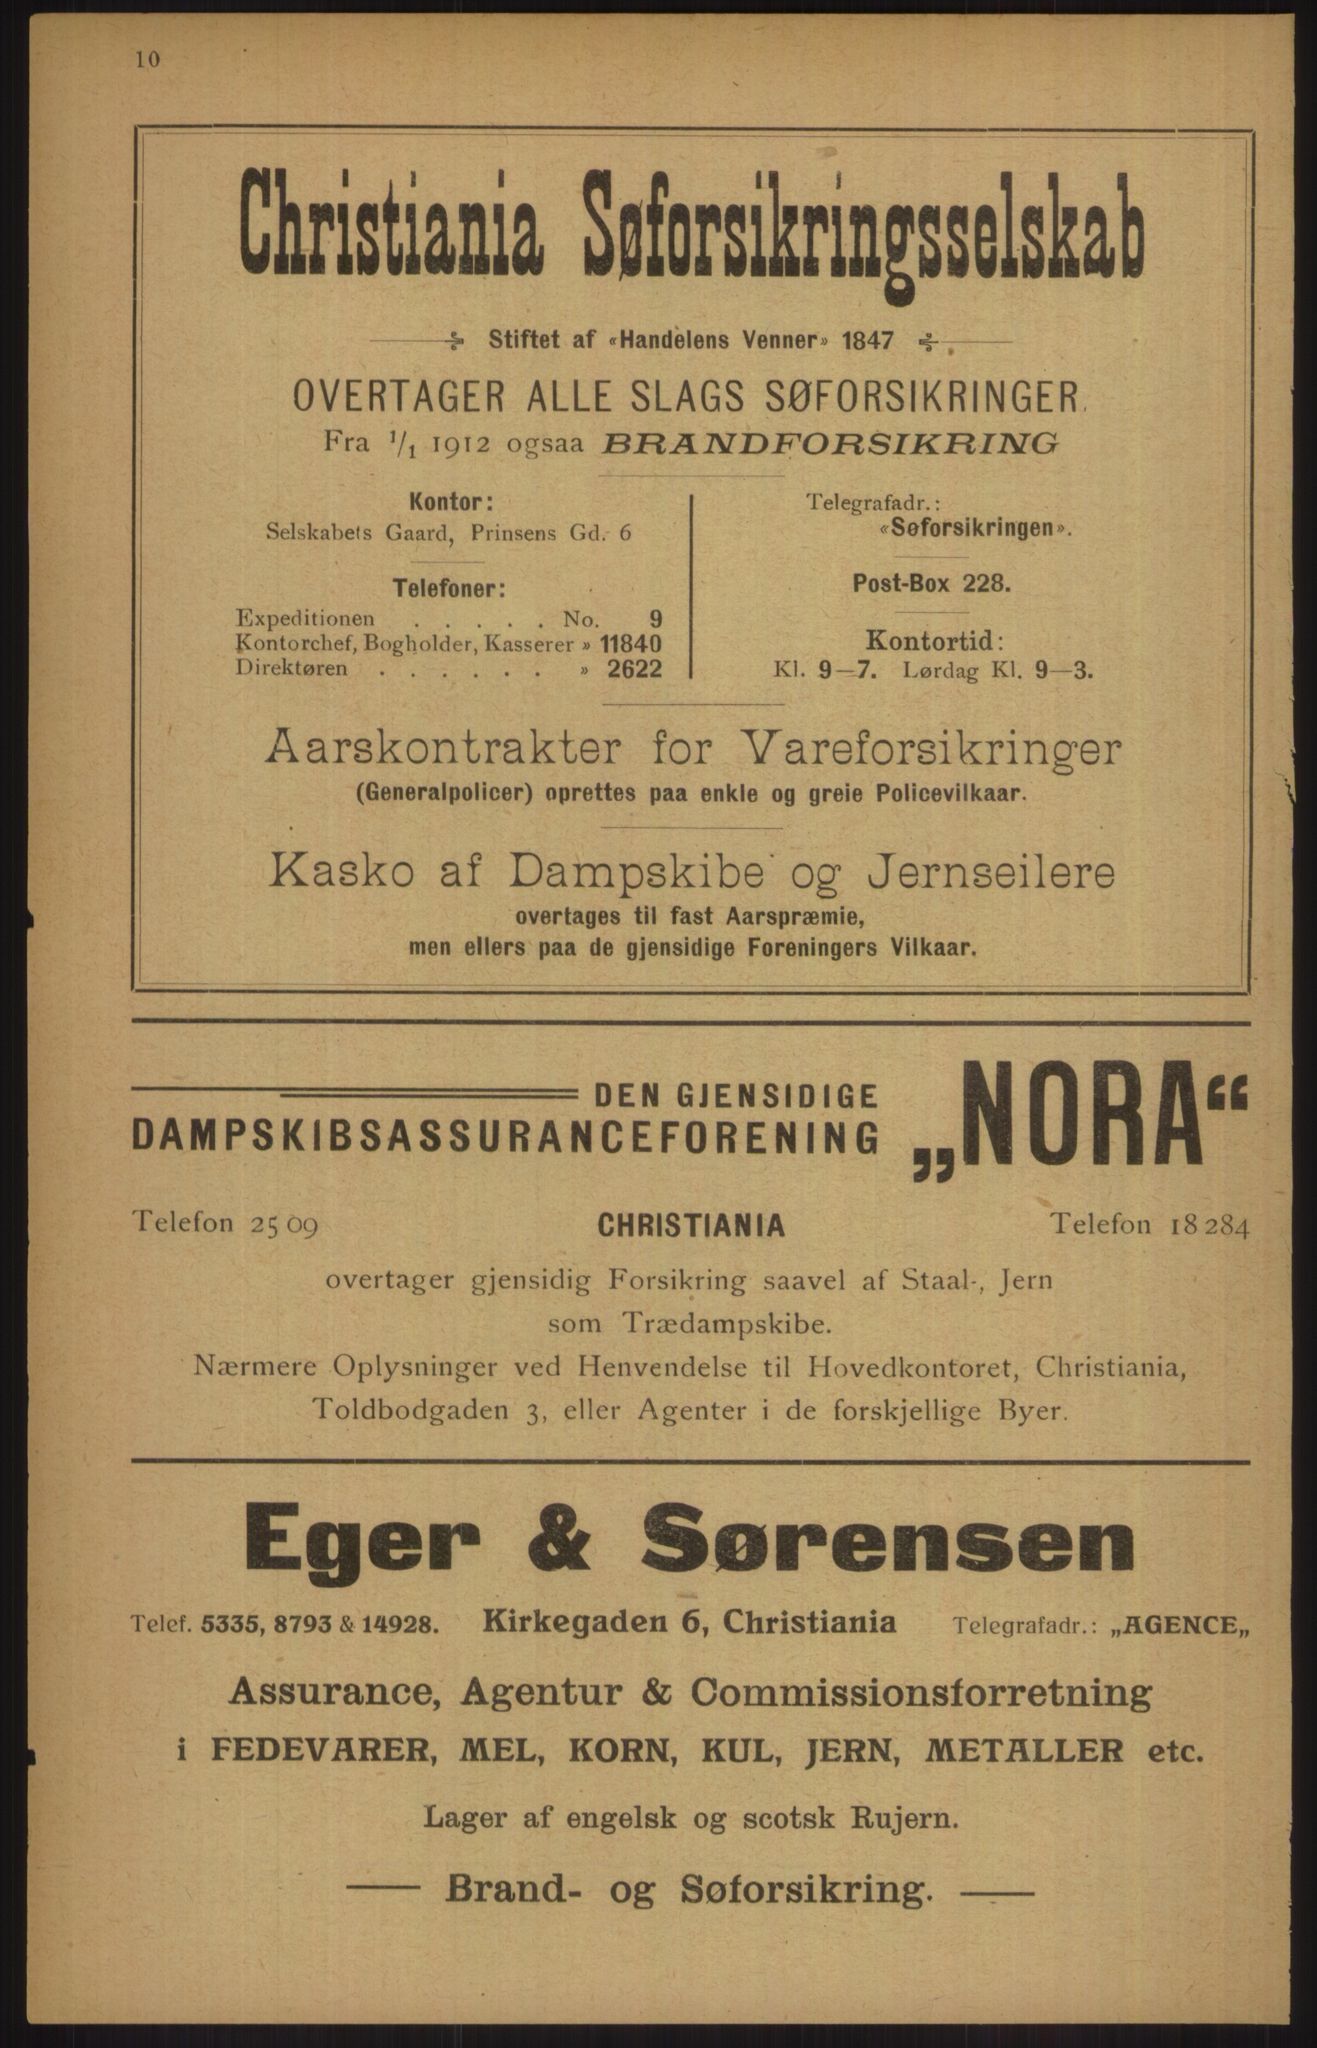 10
Christiania Søforsikringsselskab
Stiftet af «Handelens Venner» 1847
OVERTAGER ALLE SLAGS SØFORSIKRINGER.
Fra 1/1 1912 ogsaa BRANDFORSIKRING
Kontor:
Selskabets Gaard, Prinsens Gd. 6
Telefoner:
Expeditionen . . . . . No. 9
Kontorchef, Bogholder, Kasserer » 11840
Direktøren . . . . . . » 2622
Telegrafadr.:
«Søforsikringen».
Post-Box 228.
Kontortid:
Kl. 9—7. Lørdag Kl. 9—3.
Aarskontrakter for Vareforsikringer
(Generalpolicer) oprettes paa enkle og greie Policevilkaar.
Kasko af Dampskibe og Jernseilere
overtages til fast Aarspræmie,
men ellers paa de gjensidige Foreningers Vilkaar.
DEN GJENSIDIGE
DAMPSKIBSASSURANCEFORENING „NORA“
Telefon 25 09 CHRISTIANIA Telefon 18 284
overtager gjensidig Forsikring saavel af Staal-, Jern
som Trædampskibe.
Nærmere Oplysninger ved Henvendelse til Hovedkontoret, Christiania,
Toldbodgaden 3, eller Agenter i de forskjellige Byer.
Eger & Sørensen
Telef. 5335, 8793 & 14928. Kirkegaden 6, Christiania Telegrafadr.: „AGENCE„
Assurance, Agentur & Commissionsforretning
i FEDEVARER, MEL, KORN, KUL, JERN, METALLER etc.
Lager af engelsk og scotsk Rujern.
Brand- og Søforsikring.